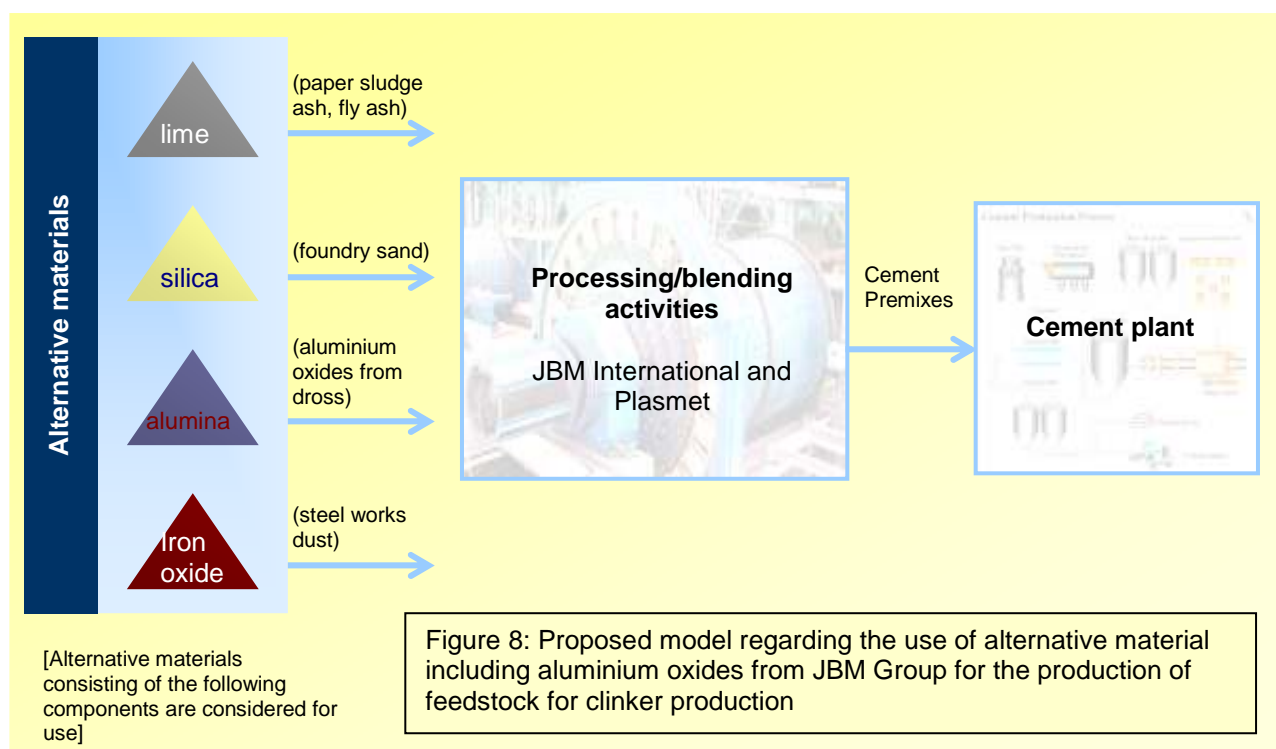 Alternative materials
lime
(paper sludge
ash, fly ash)
silica
(foundry sand)
alumina
(aluminium
oxides from
dross)
Iron
oxide
(steel works
dust)
Processing/blending
activities
JBM International and
Plasmet
Cement
Premixes
Cement plant
[Alternative materials
consisting of the following
components are considered for
use]
Figure 8: Proposed model regarding the use of alternative material
including aluminium oxides from JBM Group for the production of
feedstock for clinker production